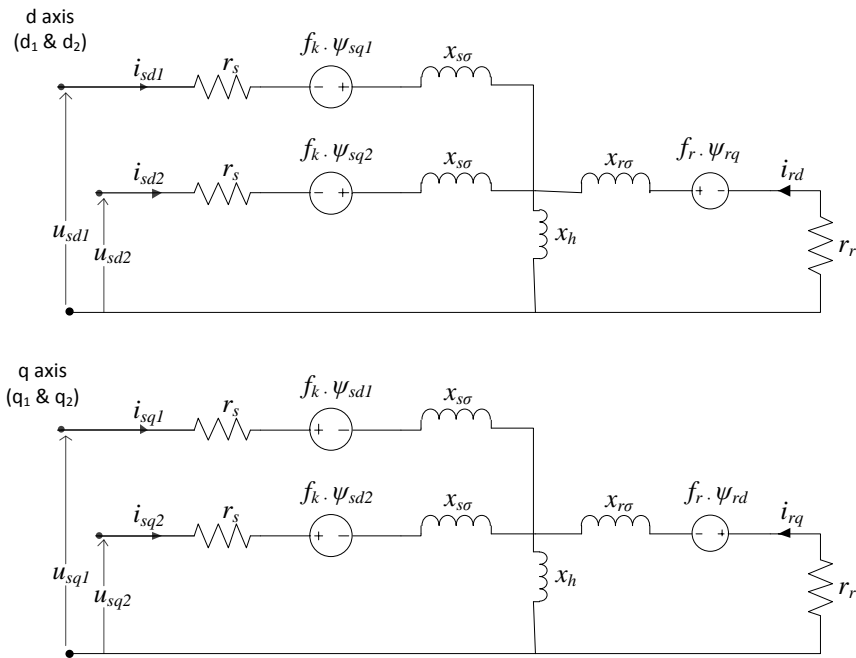 d axis
(d1 & d2)
fk . ψsq1
xsσ
isd1
rs
fk . ψsq2
xsσ
isd2
rs
xrσ
fr . ψrq
ird
usd1
usd2
xh
rr
q axis
(q1 & q2)
fk . ψsd1
xsσ
isq1
rs
fk . ψsd2
xsσ
isq2
rs
xrσ
fr . ψrd
irq
usq1
usq2
xh
rr